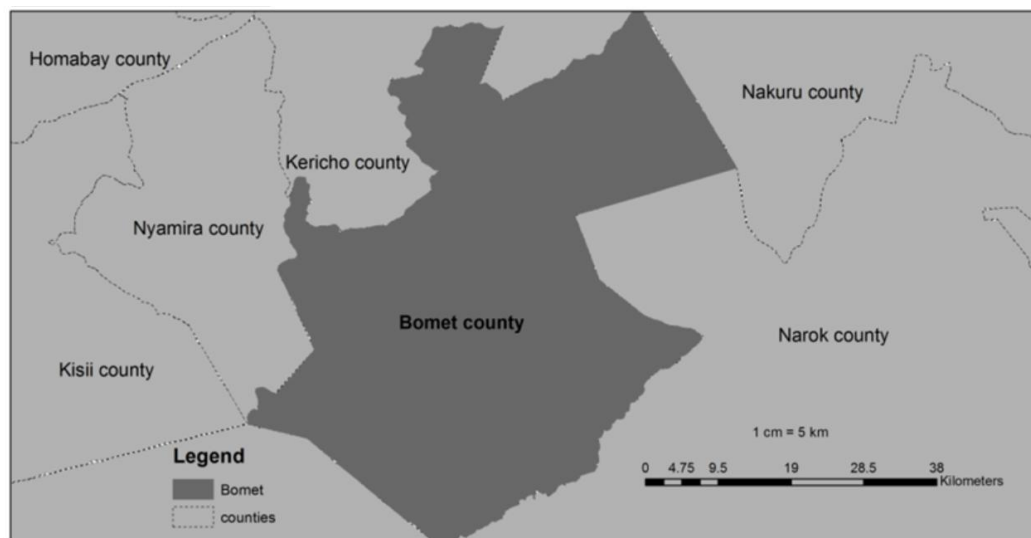 Homabay county
Nakuru county
Kericho county
Nyamira county
Bomet county
Narok county
Kisii county
1 cm = 5 km
Legend
Bomet
counties
0 4.75 9.5 19 28.5 38
Kilometers